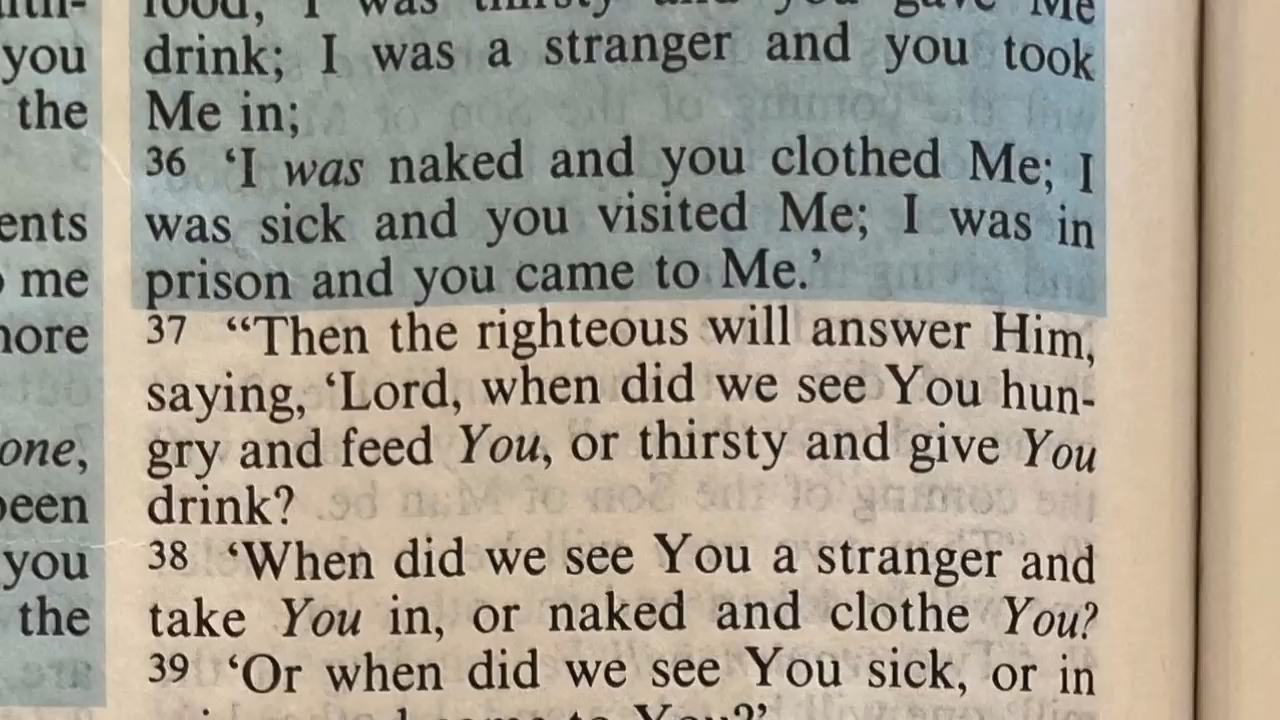 you
the
ents
me
more
one,
been
you
the
food, I was thirsty and you gave Me
drink; I was a stranger and you took
Me in;
36 ‘I was naked and you clothed Me; I
was sick and you visited Me; I was in
prison and you came to Me.’
37 “Then the righteous will answer Him,
saying, ‘Lord, when did we see You hun-
gry and feed You, or thirsty and give You
drink?
38 ‘When did we see You a stranger and
take You in, or naked and clothe You?
39 ‘Or when did we see You sick, or in
You?’